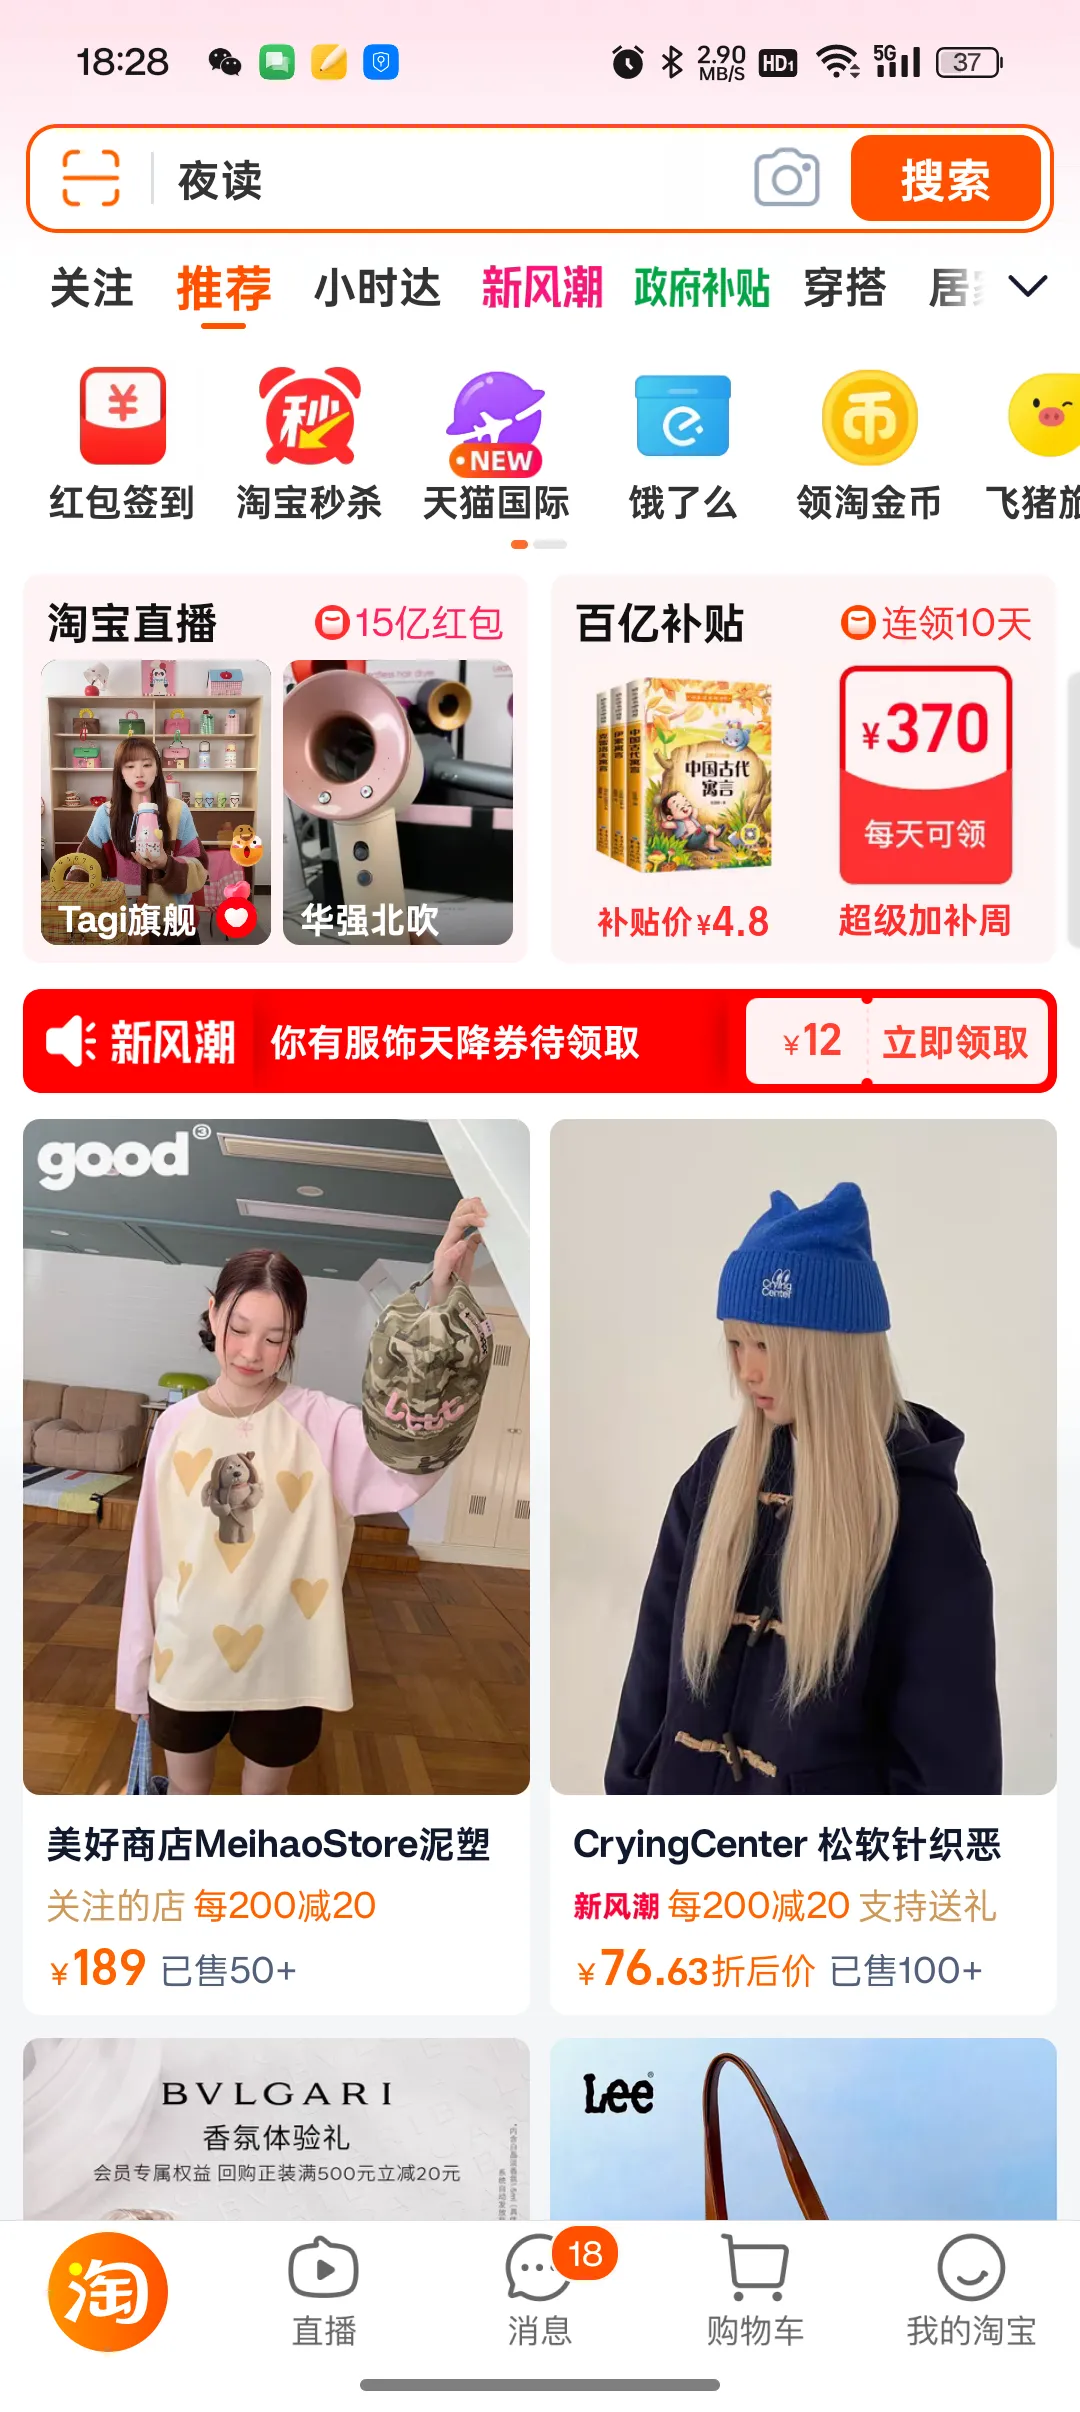 18:28
2.90 MB/S HD1 5G 37
夜读
搜索
关注 推荐 小时达 新风潮 政府补贴 穿搭 居
¥ 秒 NEW e 币
红包签到 淘宝秒杀 天猫国际 饿了么 领淘金币 飞猪旅
淘宝直播 15亿红包
Tagi旗舰 华强北吹
百亿补贴 连领10天
中国古代
寓言
¥370
每天可领
补贴价¥4.8 超级加补周
新风潮 你有服饰天降券待领取 ¥12 立即领取
good③
美好商店MeihaoStore泥塑
关注的店 每200减20
¥189 已售50+
Crying
Center
CryingCenter 松软针织恶
新风潮 每200减20 支持送礼
¥76.63折后价 已售100+
BVLGARI
香氛体验礼
会员专属权益 回购正装满500元立减20元
Lee
淘
直播
18
消息
购物车
我的淘宝